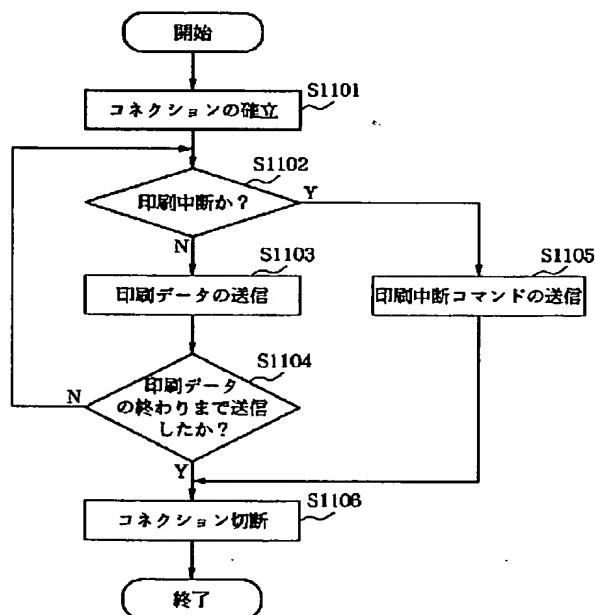 開始
S1101
コネクションの確立
S1102
印刷中断か?
Y
N
S1103
印刷データの送信
S1105
印刷中断コマンドの送信
S1104
印刷データ
の終わりまで送信
したか?
N
Y
S1106
コネクション切断
終了